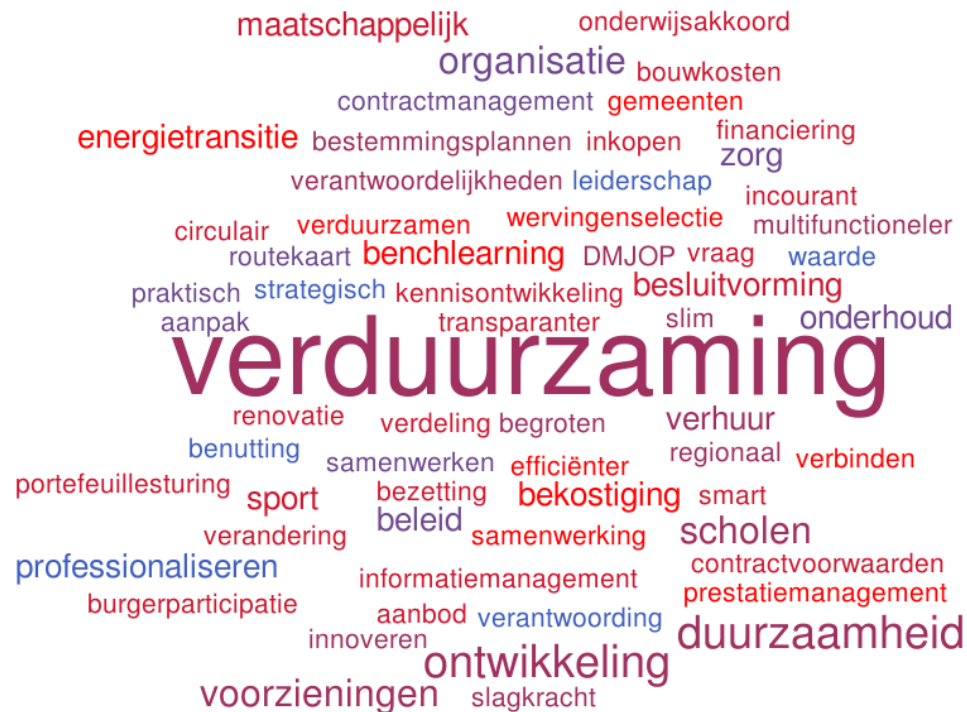 maatschappelijk
onderwijsakkoord
organisatie
bouwkosten
contractmanagement
gemeenten
energietransitie
bestemmingsplannen
inkopen
financiering
zorg
verantwoordelijkheden
leiderschap
incourant
circulair
verduurzamen
wervingenselectie
multifunctioneler
routekaart
benchlearning
DMJOP
vraag
waarde
praktisch
strategisch
kennisontwikkeling
besluitvorming
aanpak
transparanter
slim
onderhoud
verduurzaming
renovatie
verdeling
begroten
verhuur
benutting
samenwerken
efficiënter
regionaal
verbinden
portefeuillesturing
sport
bezetting
bekostiging
smart
beleid
verandering
samenwerking
scholen
professionaliseren
informatiemanagement
contractvoorwaarden
prestatiemanagement
burgerparticipatie
aanbod
verantwoording
innoveren
duurzaamheid
ontwikkeling
voorzieningen
slagkracht